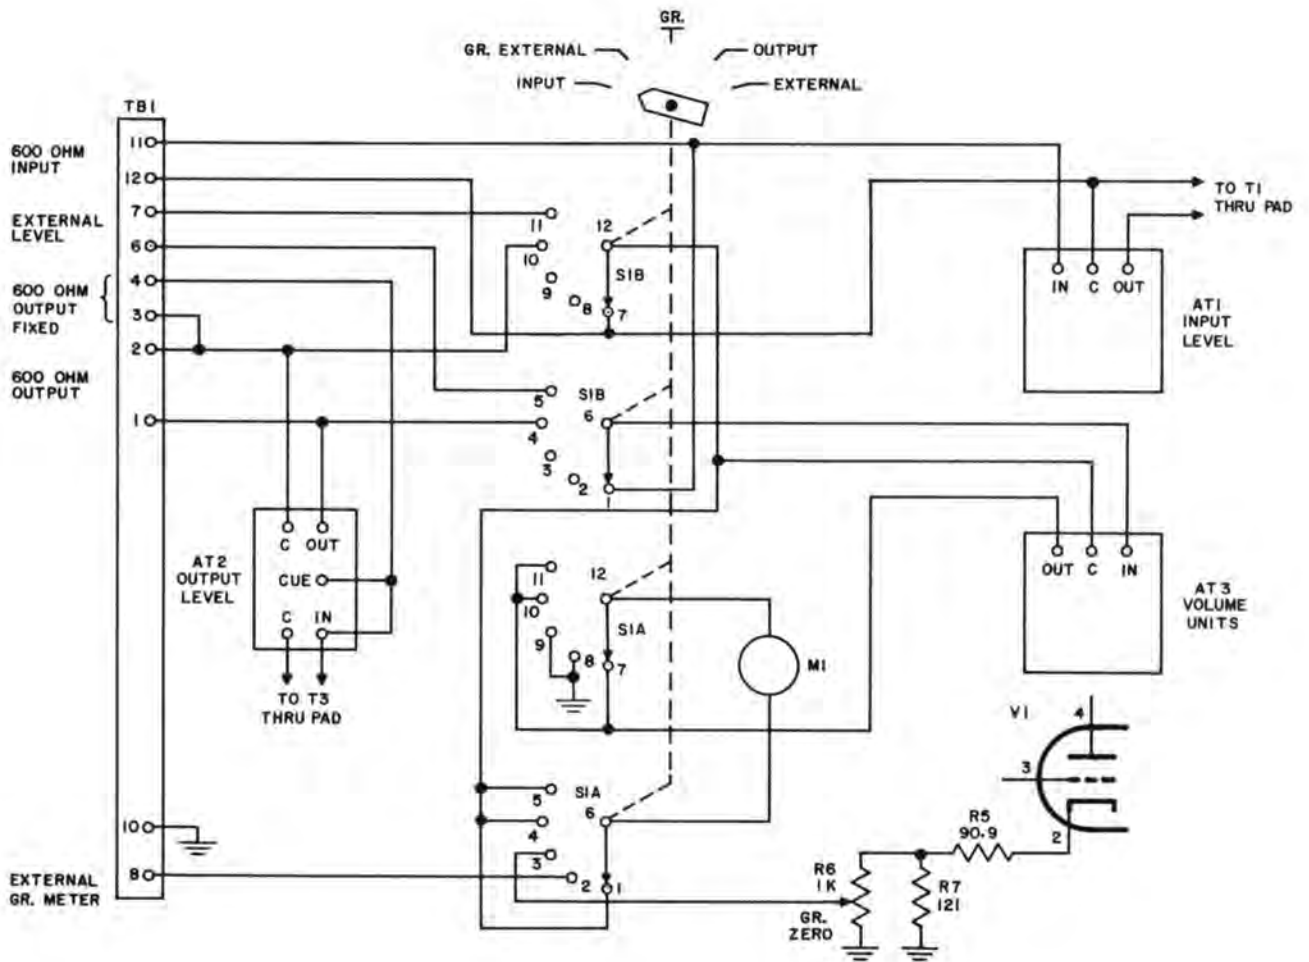 GR.
GR. EXTERNAL
OUTPUT
INPUT
EXTERNAL
TB1
600 OHM
INPUT
11
12
EXTERNAL
LEVEL
7
6
600 OHM
OUTPUT
FIXED
4
3
2
600 OHM
OUTPUT
1
10
EXTERNAL
GR. METER
8
11
12
10
S1B
9
8
7
S1B
5
6
4
3
2
TO T1
THRU PAD
IN C OUT
AT1
INPUT
LEVEL
C OUT
AT2
OUTPUT
LEVEL
CUE
C IN
TO T3
THRU PAD
11
12
10
S1A
9
8
7
M1
OUT C IN
AT3
VOLUME
UNITS
S1A
5
6
4
3
2
1
V1
4
3
2
R5
90.9
R6
1K
GR.
ZERO
R7
121